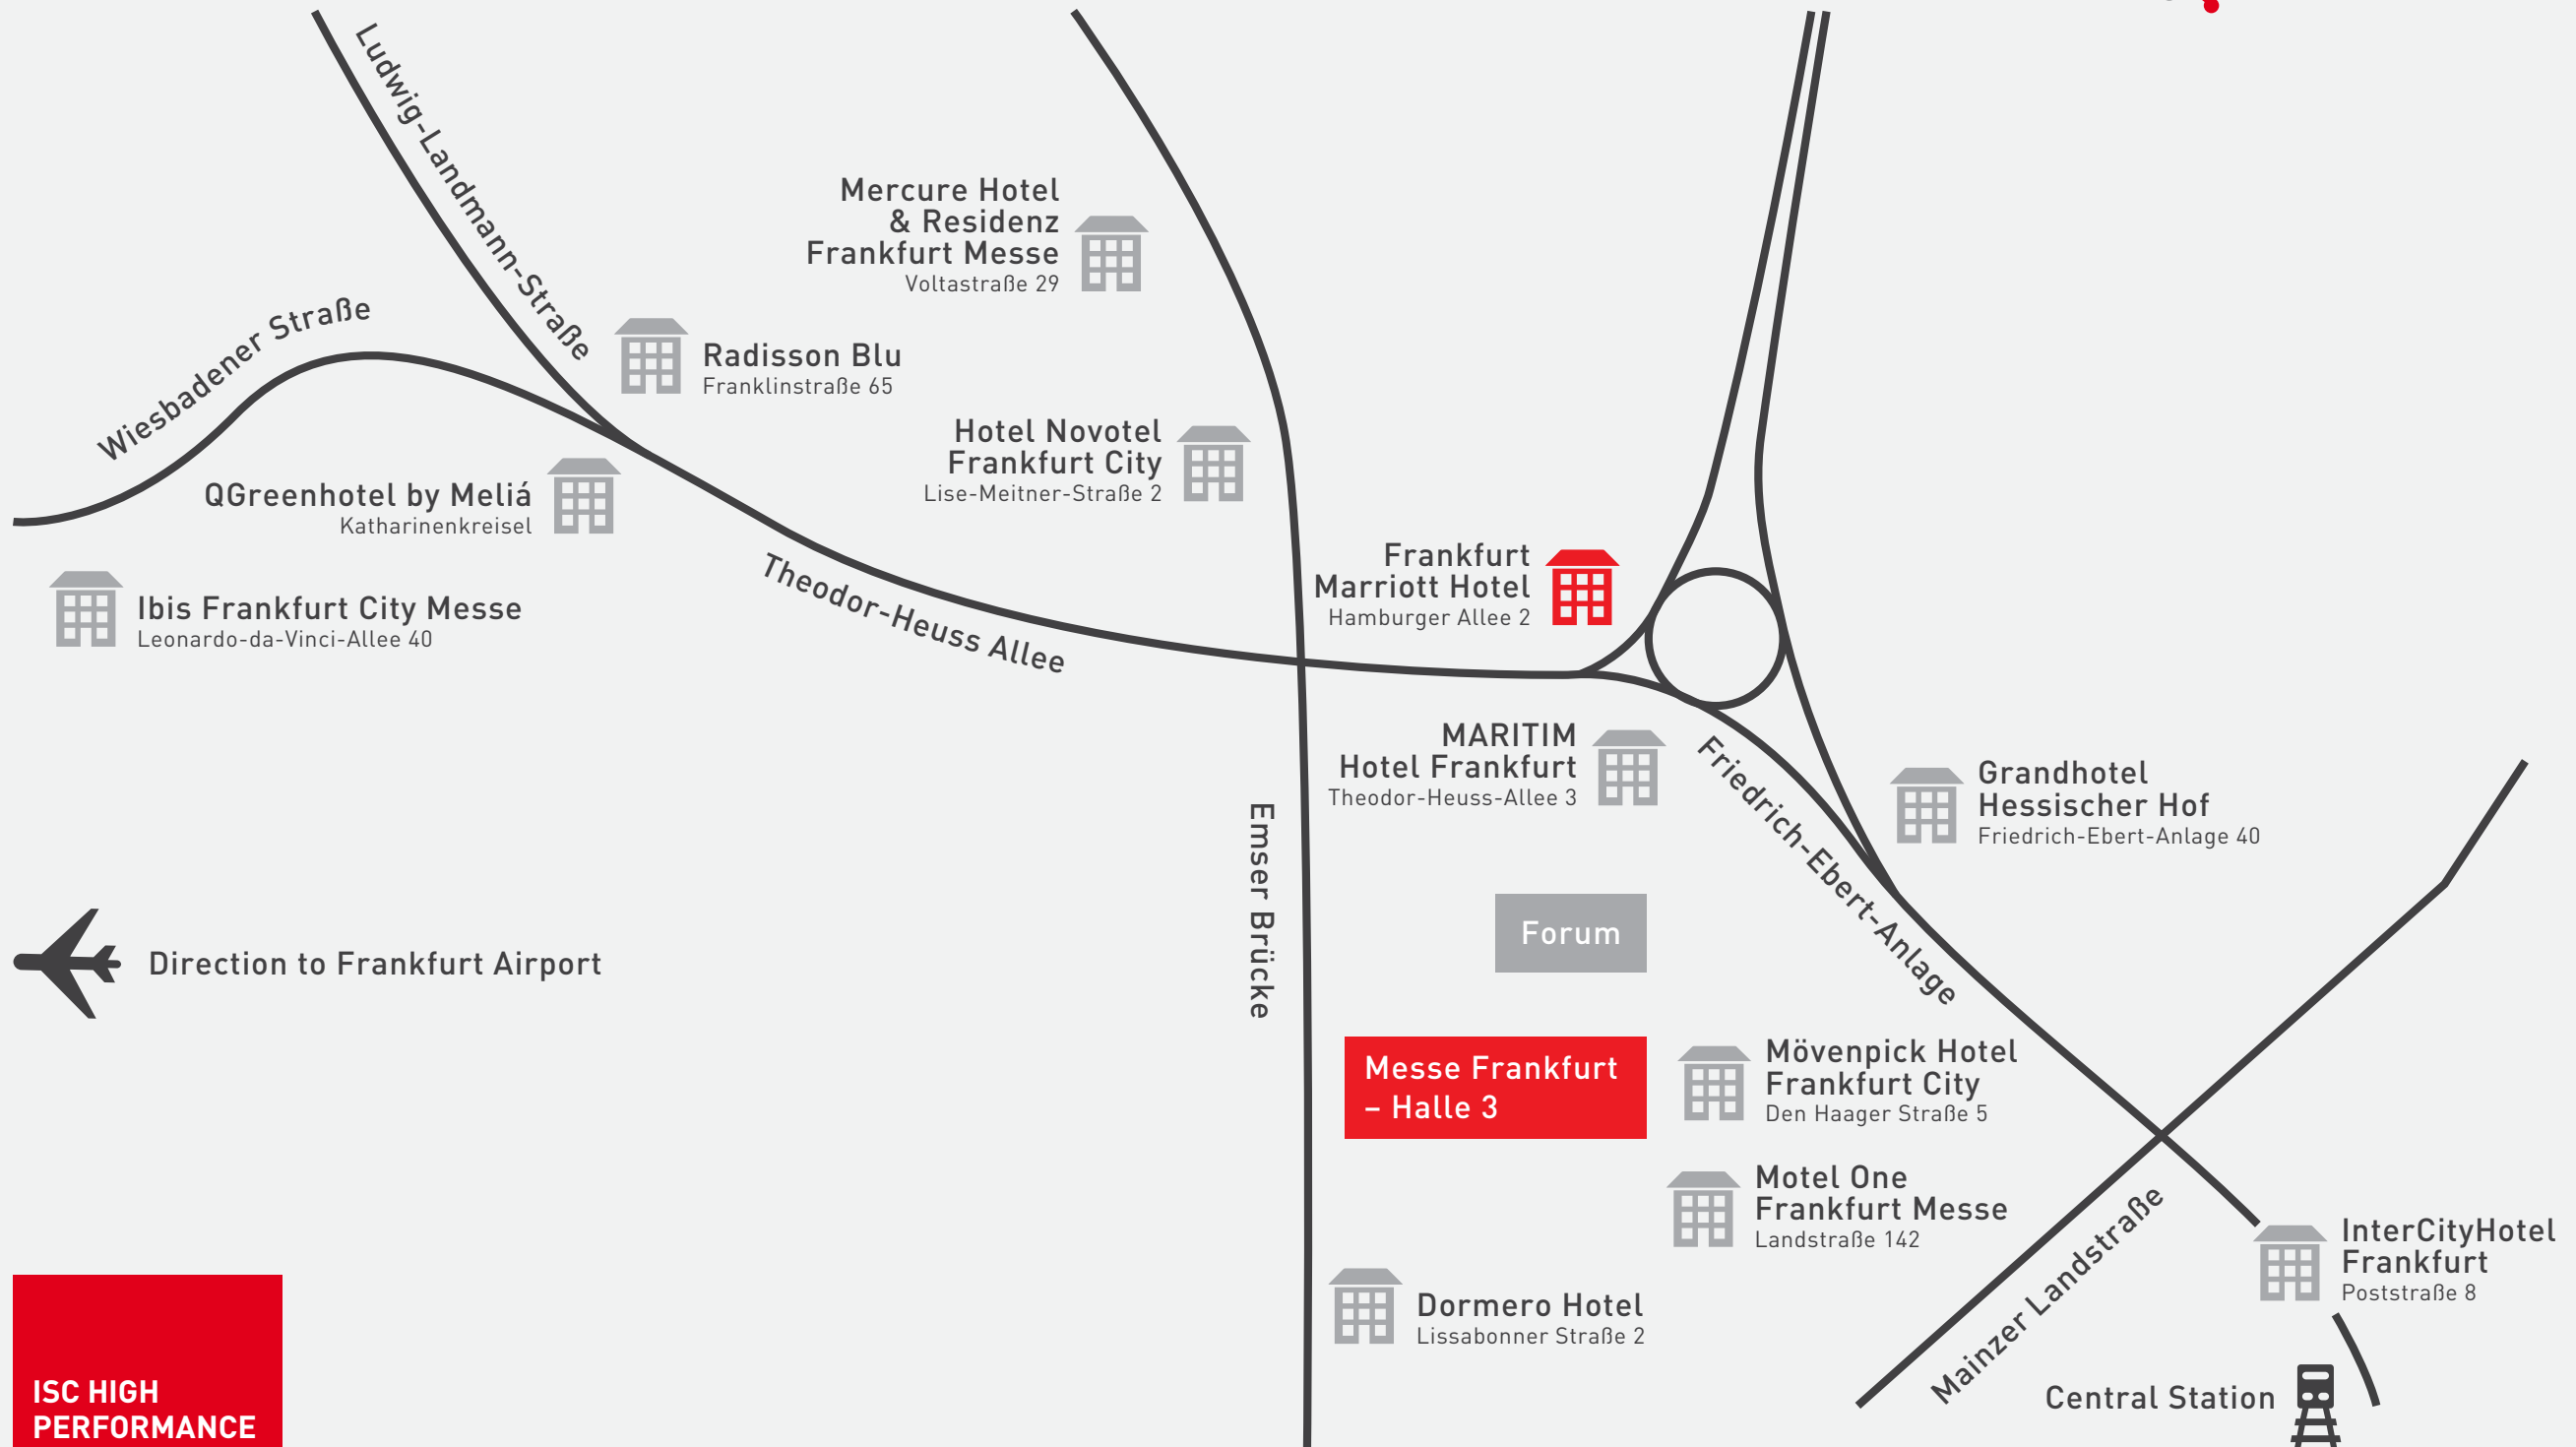 Ludwig-Landmann-Straße
Mercure Hotel
& Residenz
Frankfurt Messe
Voltastraße 29
Wiesbadener Straße
Radisson Blu
Franklinstraße 65
Hotel Novotel
Frankfurt City
Lise-Meitner-Straße 2
QGreenhotel by Meliá
Katharinenkreisel
Ibis Frankfurt City Messe
Leonardo-da-Vinci-Allee 40
Theodor-Heuss Allee
Frankfurt
Marriott Hotel
Hamburger Allee 2
MARITIM
Hotel Frankfurt
Theodor-Heuss-Allee 3
Friedrich-Ebert-Anlage
Grandhotel
Hessischer Hof
Friedrich-Ebert-Anlage 40
Emser Brücke
Forum
Direction to Frankfurt Airport
Messe Frankfurt
– Halle 3
Mövenpick Hotel
Frankfurt City
Den Haager Straße 5
Motel One
Frankfurt Messe
Landstraße 142
Mainzer Landstraße
InterCityHotel
Frankfurt
Poststraße 8
Dormero Hotel
Lissabonner Straße 2
Central Station
ISC HIGH
PERFORMANCE